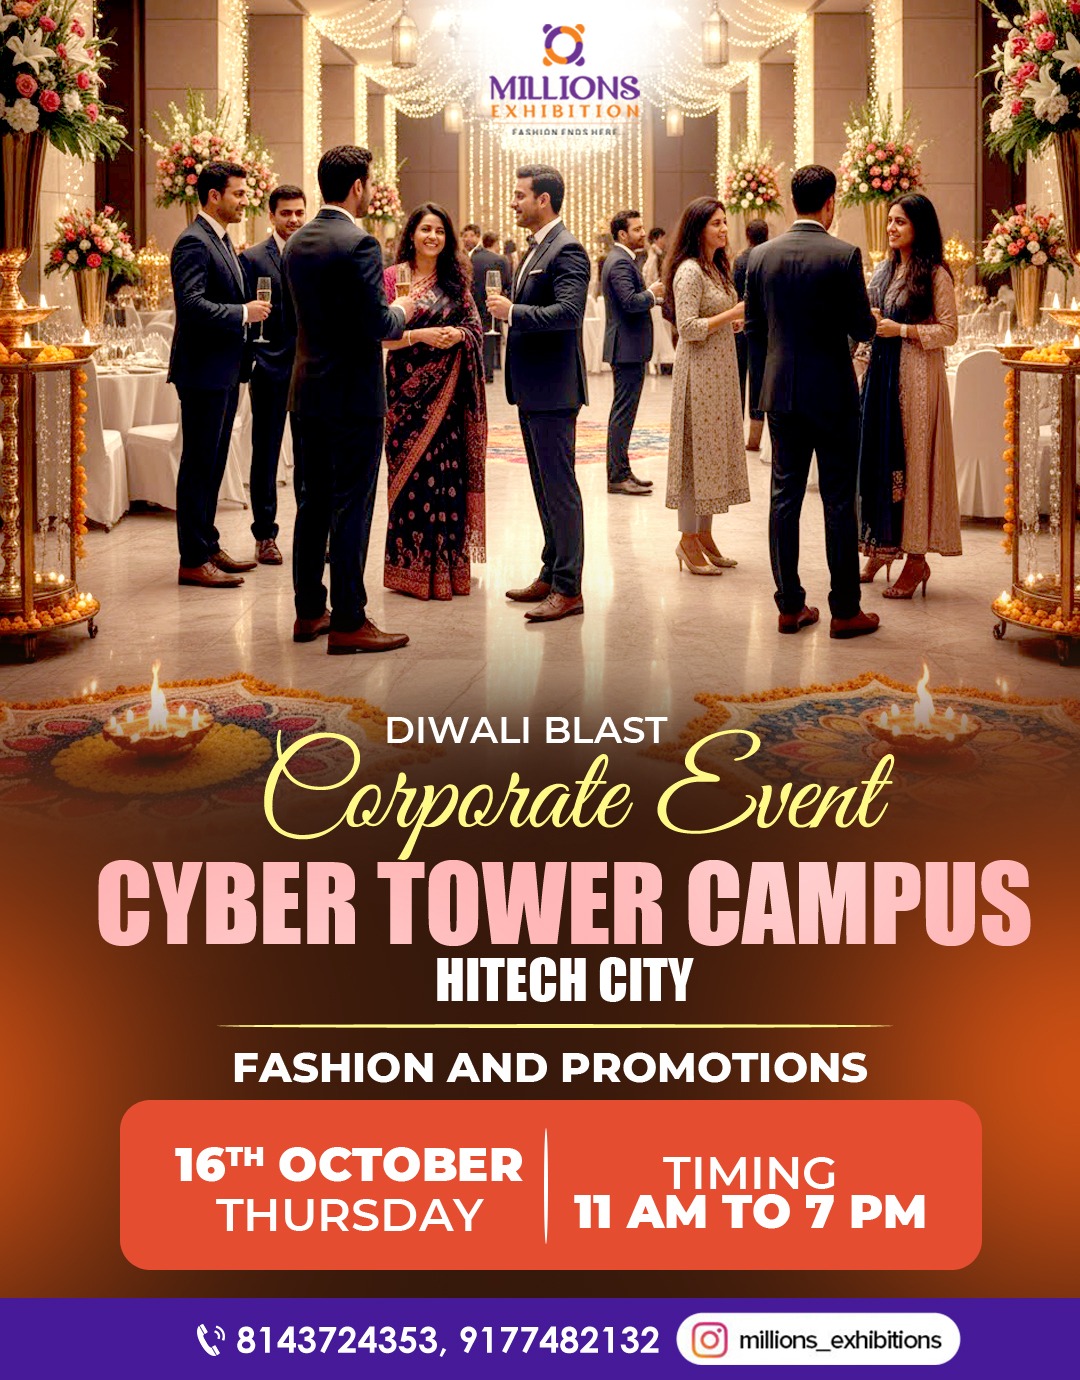 MILLIONS
EXHIBITION
FASHION ENDS HERE
DIWALI BLAST
Corporate Event
CYBER TOWER CAMPUS
HITECH CITY
FASHION AND PROMOTIONS
16TH OCTOBER
THURSDAY
TIMING
11 AM TO 7 PM
8143724353, 9177482132
millions_exhibitions